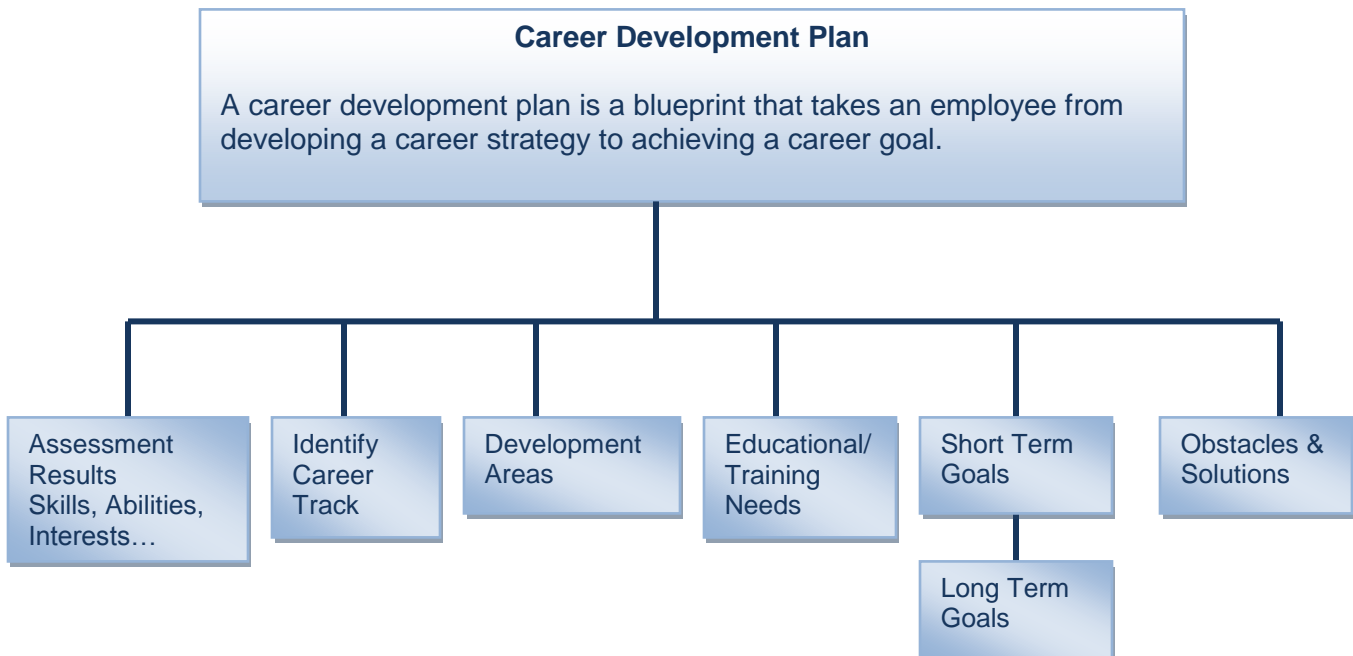 Career Development Plan
A career development plan is a blueprint that takes an employee from
developing a career strategy to achieving a career goal.
Assessment
Results
Skills, Abilities,
Interests…
Identify
Career
Track
Development
Areas
Educational/
Training
Needs
Short Term
Goals
Long Term
Goals
Obstacles &
Solutions